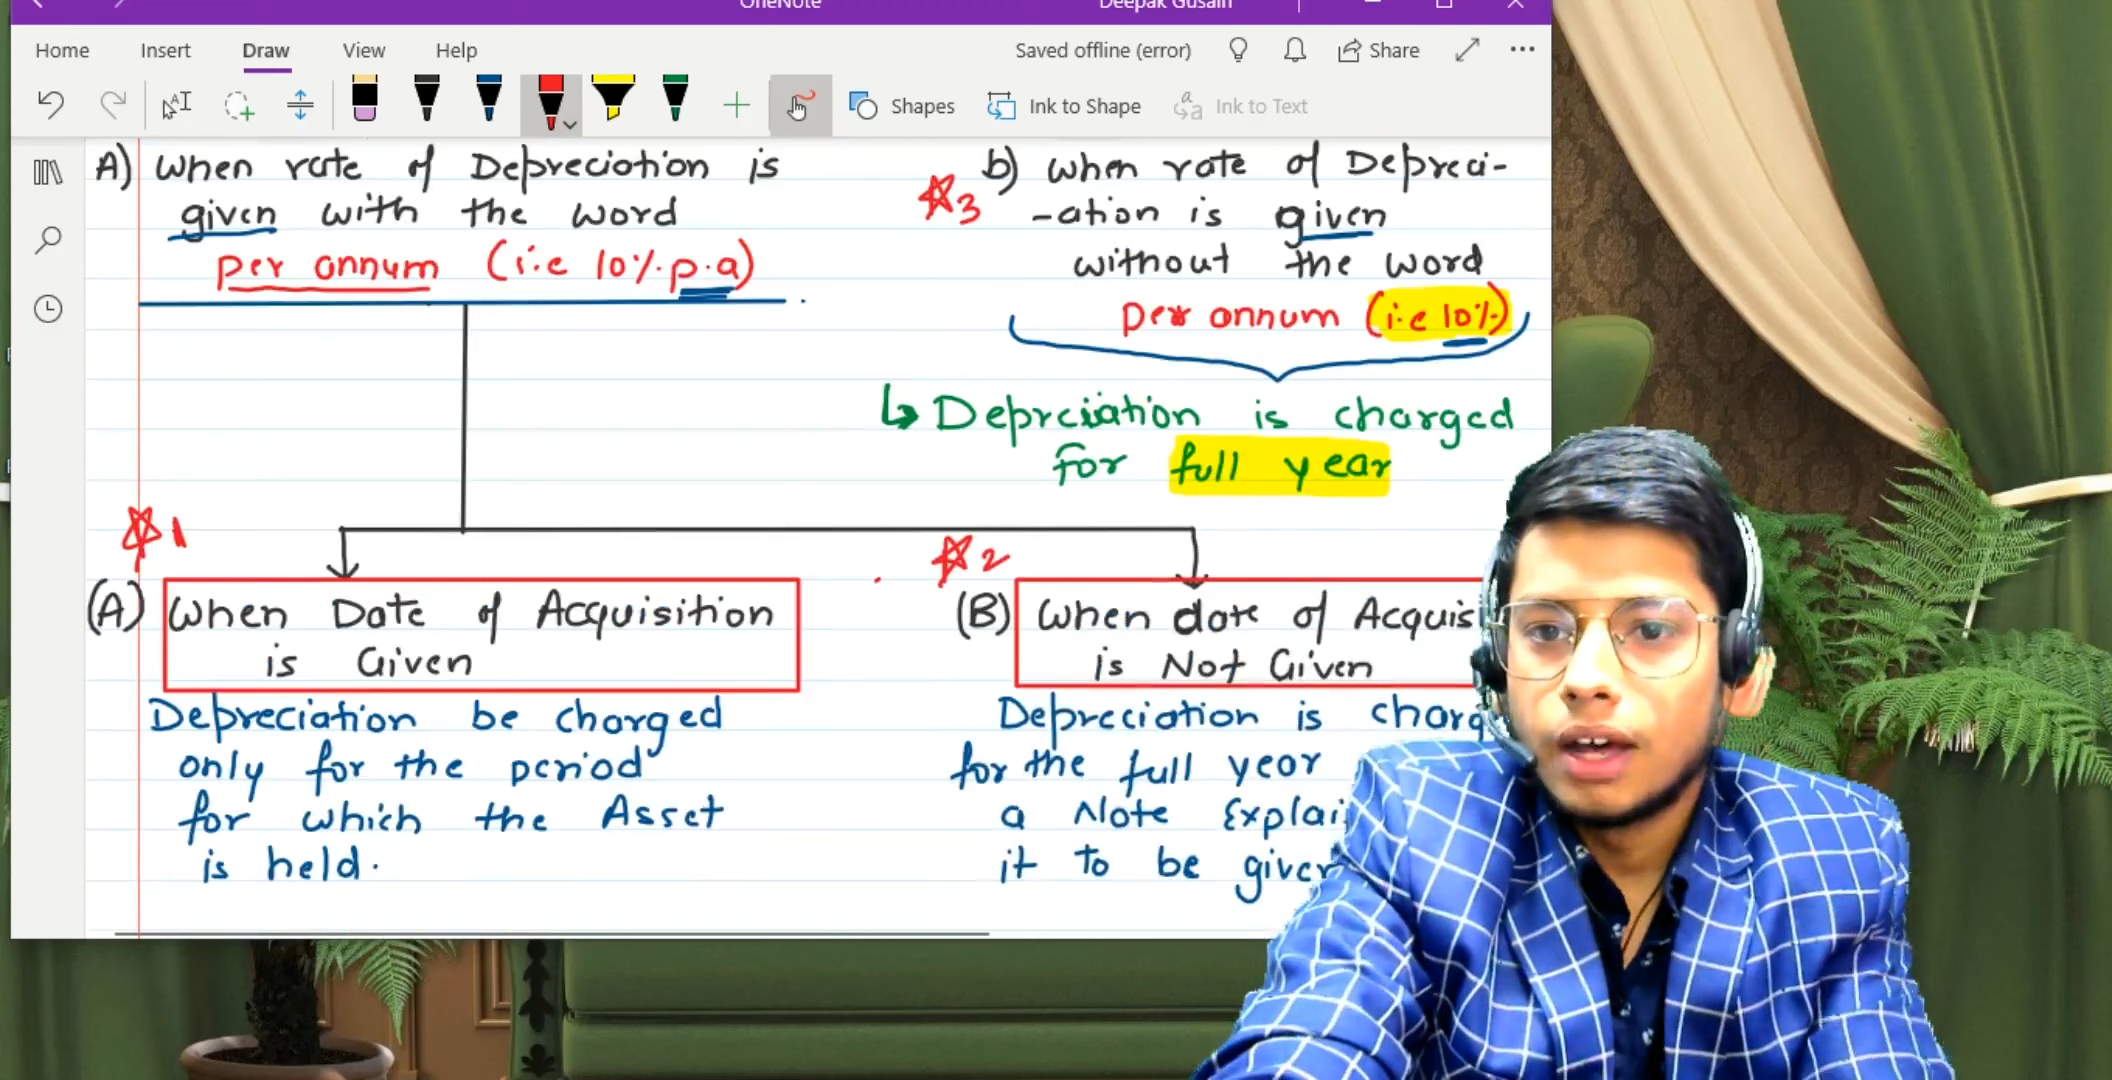 OneNote
Deepak Gusain
Home Insert Draw View Help
Saved offline (error) Share
Shapes Ink to Shape Ink to Text
A) When rate of Depreciation is
given with the word
per annum (i.e 10%. p.a)
b) When rate of Depreci-
-ation is given
without the word
per annum (i.e 10%)
☆3
↳ Depreciation is charged
for full year
☆1
(A) When Date of Acquisition
is Given
Depreciation be charged
only for the period
for which the Asset
is held.
☆2
(B) When date of Acquis
is Not Given
Depreciation is charg
for the full year
a Note Explai
it to be given